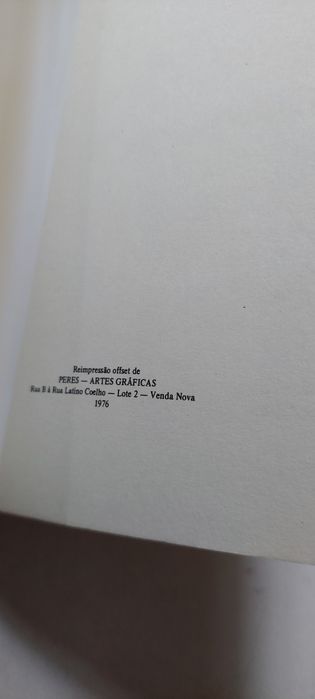 Reimpressão offset de
PERES — ARTES GRÁFICAS
Rua B à Rua Latino Coelho — Lote 2 — Venda Nova
1976